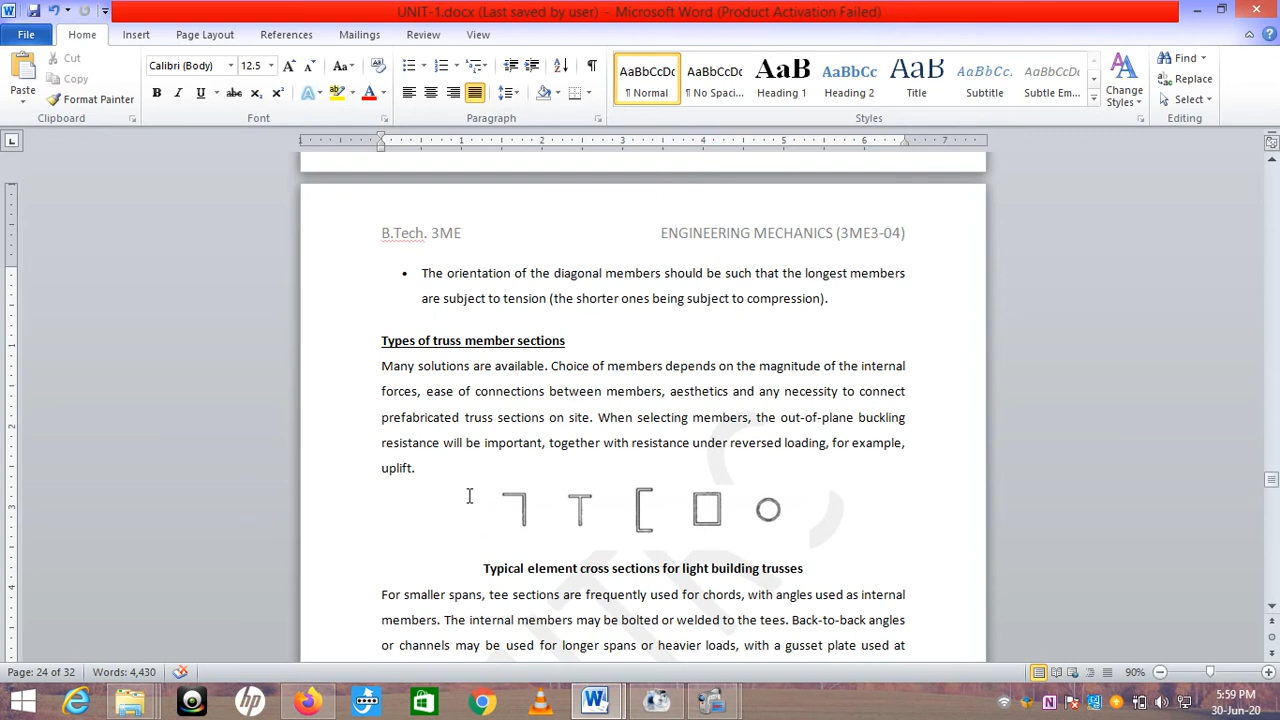 UNIT-1.docx (Last saved by user) - Microsoft Word (Product Activation Failed)
File Home Insert Page Layout References Mailings Review View
Paste
Cut
Copy
Format Painter
Clipboard
Calibri (Body) 12.5
Font
Paragraph
AaBbCcDc AaBbCcDc AaB AaBbCc AaB AaBbCcL AaBbCcDc
¶ Normal ¶ No Spaci... Heading 1 Heading 2 Title Subtitle Subtle Em...
Styles
Change Styles
Find
Replace
Select
Editing
B.Tech. 3ME ENGINEERING MECHANICS (3ME3-04)
• The orientation of the diagonal members should be such that the longest members
are subject to tension (the shorter ones being subject to compression).
Types of truss member sections
Many solutions are available. Choice of members depends on the magnitude of the internal
forces, ease of connections between members, aesthetics and any necessity to connect
prefabricated truss sections on site. When selecting members, the out-of-plane buckling
resistance will be important, together with resistance under reversed loading, for example,
uplift.
Typical element cross sections for light building trusses
For smaller spans, tee sections are frequently used for chords, with angles used as internal
members. The internal members may be bolted or welded to the tees. Back-to-back angles
or channels may be used for longer spans or heavier loads, with a gusset plate used at
Page: 24 of 32 Words: 4,430 90%
5:59 PM
30-Jun-20